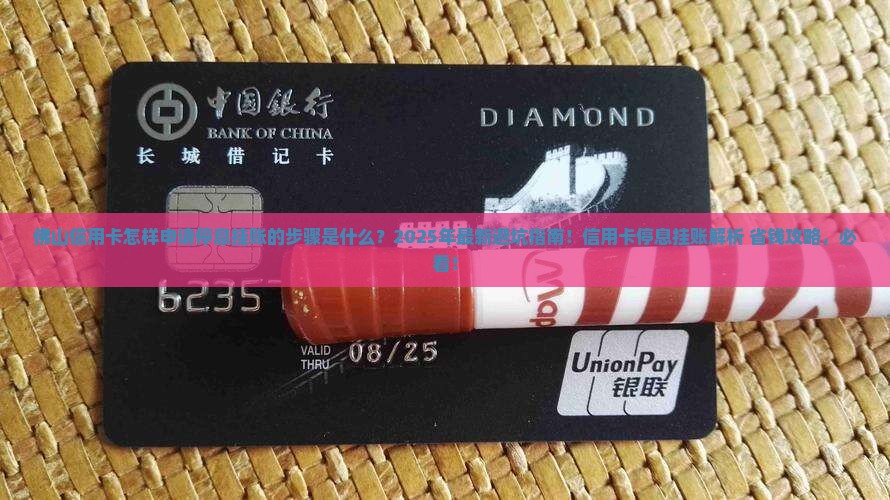 中國銀行
BANK OF CHINA
长城借记卡
DIAMOND
佛山信用卡怎样申请停息挂账的步骤是什么？2025年最新避坑指南！信用卡停息挂账解析 省钱攻略，必
看！
6235
VALID
THRU
08/25
UnionPay
银联